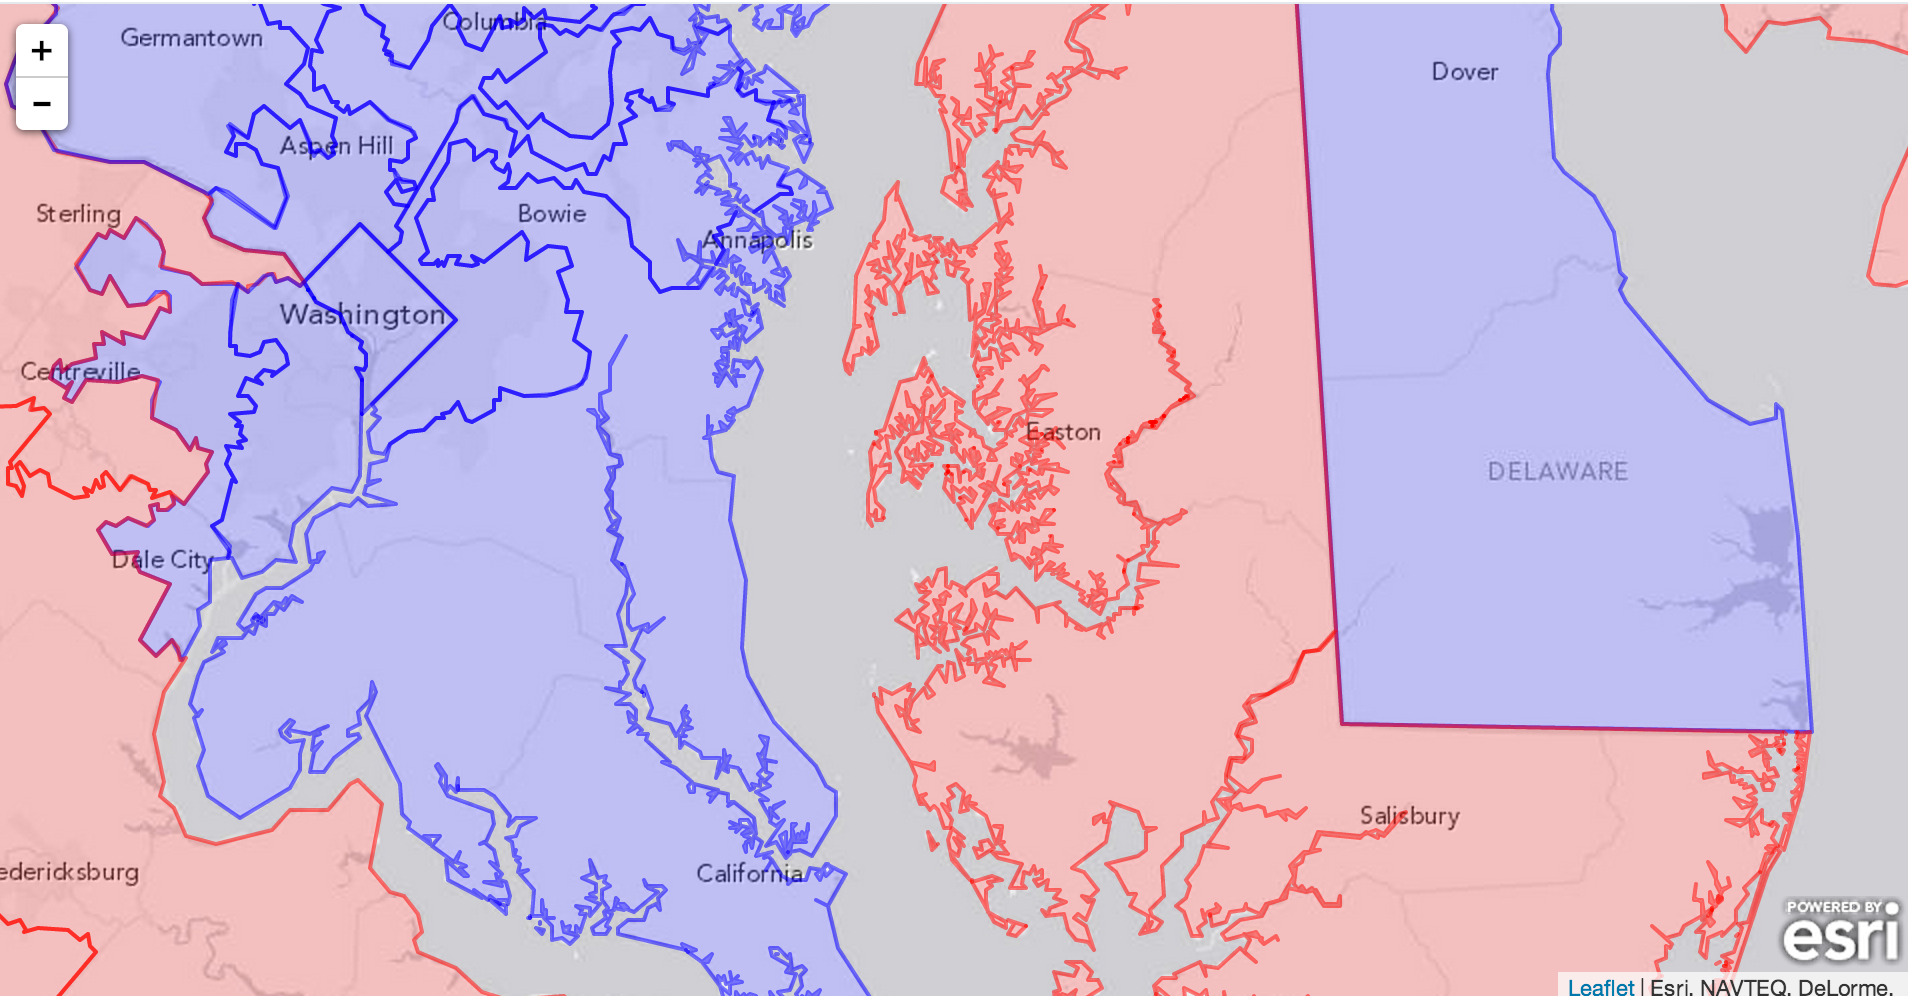 Columbia
Germantown
+
Dover
−
Aspen Hill
Sterling
Bowie
Annapolis
Washington
Centreville
Easton
DELAWARE
Dale City
Salisbury
edericksburg
California
POWERED BY
esri
Leaflet | Esri, NAVTEQ, DeLorme,